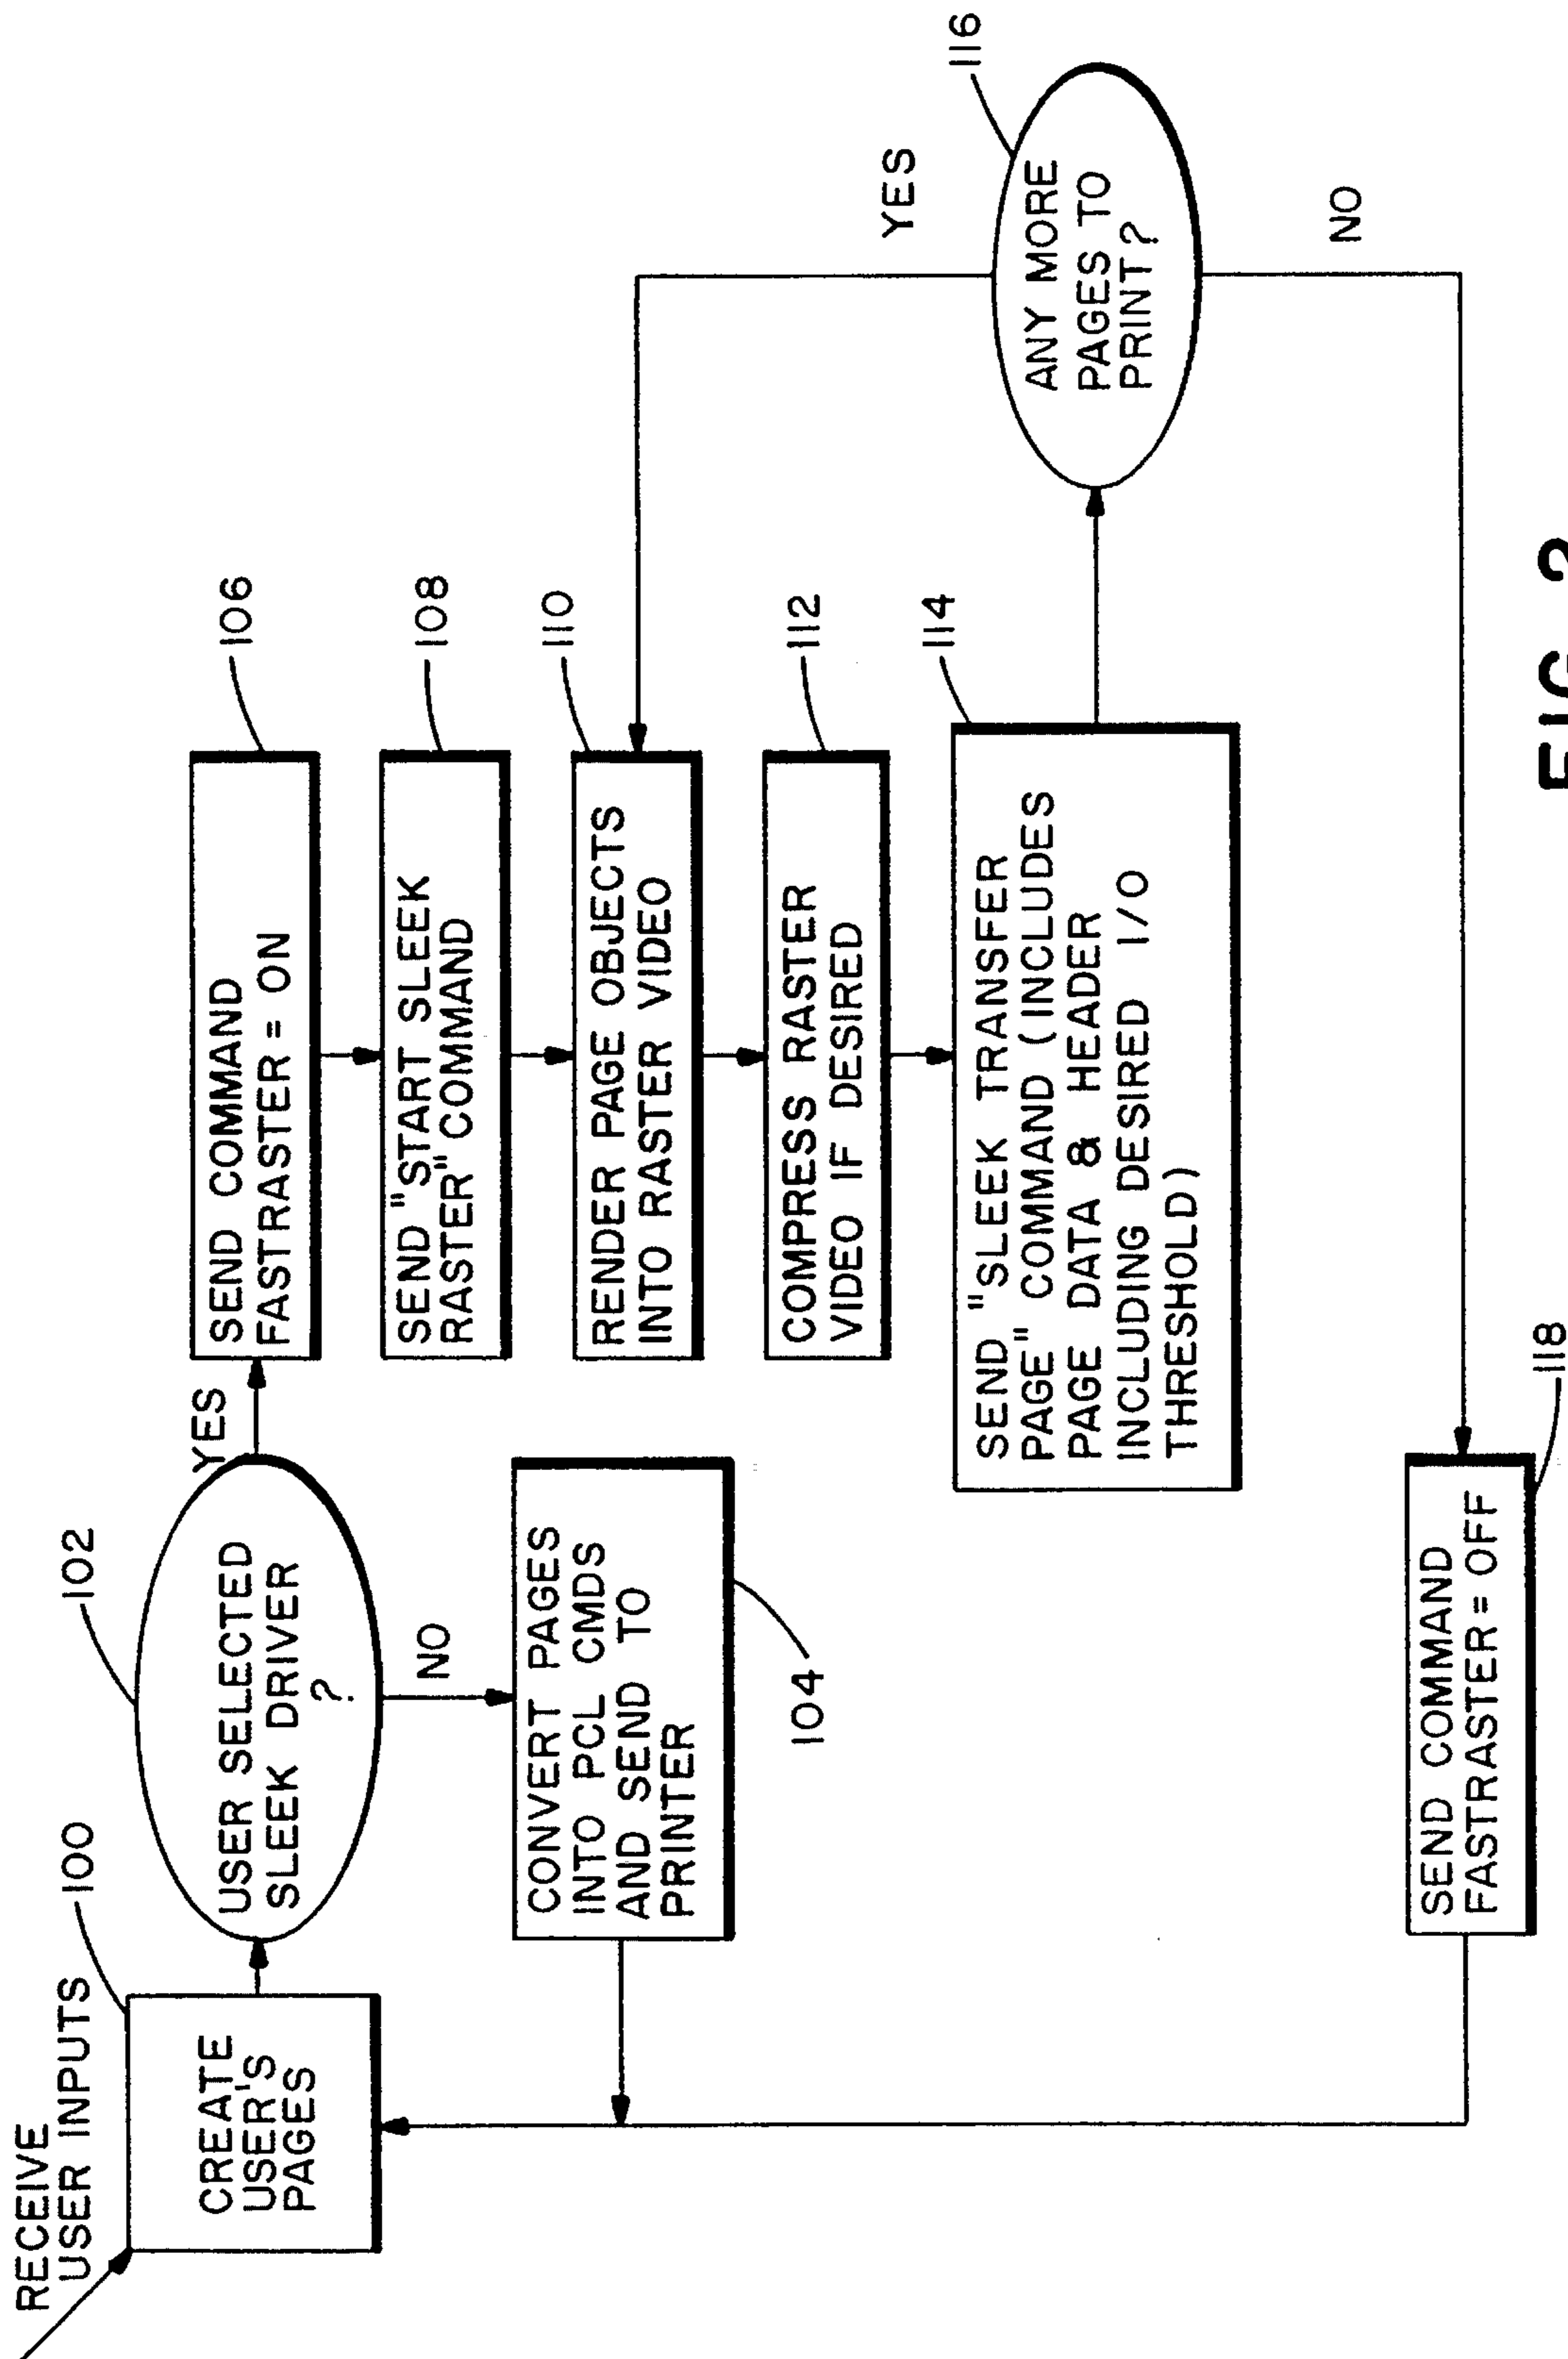 RECEIVE
USER INPUTS
100
CREATE
USER'S
PAGES
102
USER SELECTED
SLEEK DRIVER
?
YES
NO
CONVERT PAGES
INTO PCL CMDS
AND SEND TO
PRINTER
104
SEND COMMAND
FASTRASTER = ON
106
SEND "START SLEEK
RASTER" COMMAND
108
RENDER PAGE OBJECTS
INTO RASTER VIDEO
110
COMPRESS RASTER
VIDEO IF DESIRED
112
SEND "SLEEK TRANSFER
PAGE" COMMAND (INCLUDES
PAGE DATA & HEADER
INCLUDING DESIRED I/O
THRESHOLD)
114
ANY MORE
PAGES TO
PRINT?
116
YES
NO
SEND COMMAND
FASTRASTER = OFF
118